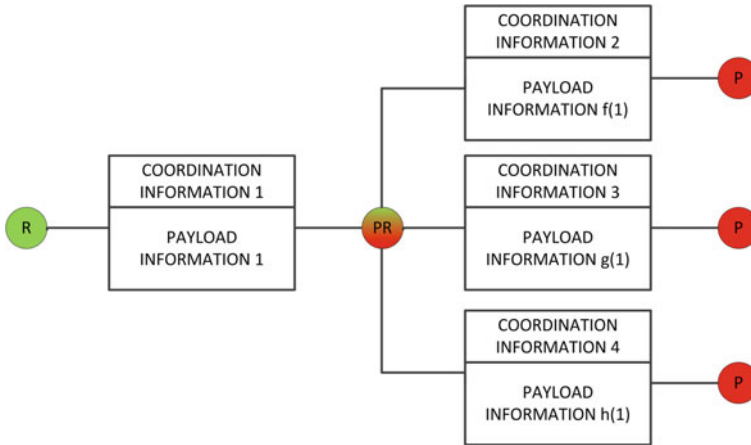 R
COORDINATION
INFORMATION 1
PAYLOAD
INFORMATION 1
PR
COORDINATION
INFORMATION 2
PAYLOAD
INFORMATION f(1)
P
COORDINATION
INFORMATION 3
PAYLOAD
INFORMATION g(1)
P
COORDINATION
INFORMATION 4
PAYLOAD
INFORMATION h(1)
P